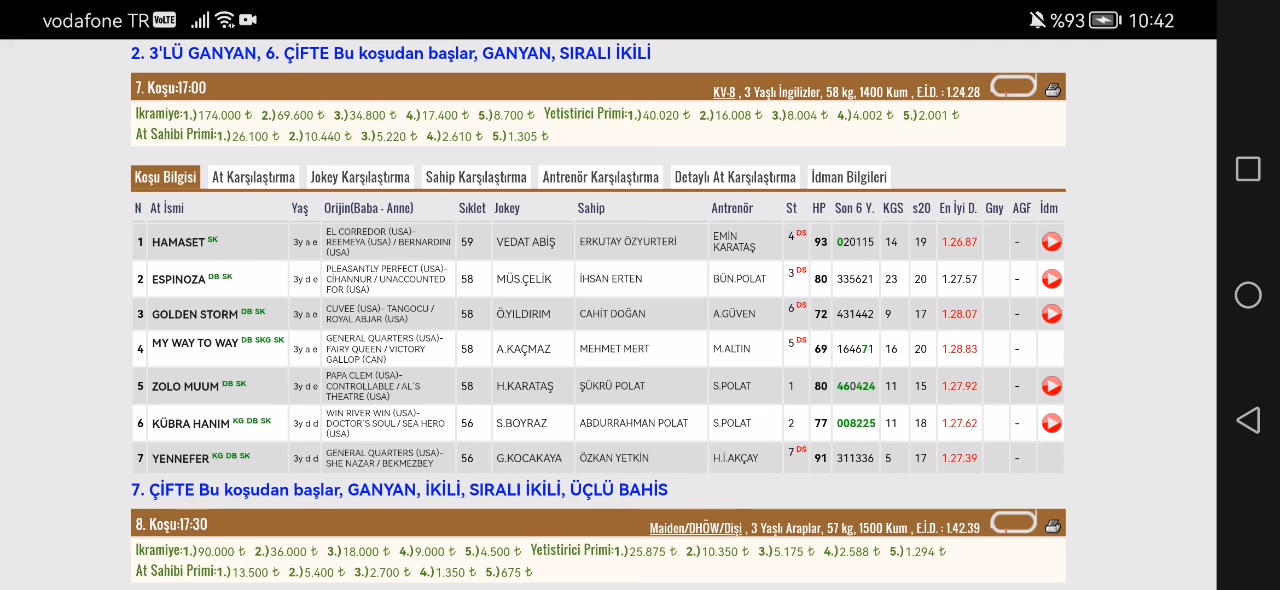 vodafone TR VoLTE %93 10:42
2. 3'LÜ GANYAN, 6. ÇİFTE Bu koşudan başlar, GANYAN, SIRALI İKİLİ
7. Koşu:17:00 KV-8 , 3 Yaşlı İngilizler, 58 kg, 1400 Kum , E.İ.D. : 1.24.28
Ikramiye:1.)174.000 ₺ 2.)69.600 ₺ 3.)34.800 ₺ 4.)17.400 ₺ 5.)8.700 ₺ Yetistirici Primi:1.)40.020 ₺ 2.)16.008 ₺ 3.)8.004 ₺ 4.)4.002 ₺ 5.)2.001 ₺
At Sahibi Primi:1.)26.100 ₺ 2.)10.440 ₺ 3.)5.220 ₺ 4.)2.610 ₺ 5.)1.305 ₺
Koşu Bilgisi At Karşılaştırma Jokey Karşılaştırma Sahip Karşılaştırma Antrenör Karşılaştırma Detaylı At Karşılaştırma İdman Bilgileri
N At İsmi Yaş Orijin(Baba - Anne) Sıklet Jokey Sahip Antrenör St HP Son 6 Y. KGS s20 En İyi D. Gny AGF İdm
1 HAMASET SK 3y a e EL CORREDOR (USA)- REEMEYA (USA) / BERNARDINI (USA) 59 VEDAT ABİŞ ERKUTAY ÖZYURTERİ EMİN KARATAŞ 4 DS 93 020115 14 19 1.26.87 -
2 ESPINOZA DB SK 3y d e PLEASANTLY PERFECT (USA)- CİHANNUR / UNACCOUNTED FOR (USA) 58 MÜS.ÇELİK İHSAN ERTEN BÜN.POLAT 3 DS 80 335621 23 20 1.27.57 -
3 GOLDEN STORM DB SK 3y a e CUVEE (USA)- TANGOCU / ROYAL ABJAR (USA) 58 Ö.YILDIRIM CAHİT DOĞAN A.GÜVEN 6 DS 72 431442 9 17 1.28.07 -
4 MY WAY TO WAY DB SKG SK 3y a e GENERAL QUARTERS (USA)- FAIRY QUEEN / VICTORY GALLOP (CAN) 58 A.KAÇMAZ MEHMET MERT M.ALTIN 5 DS 69 164671 16 20 1.28.83 -
5 ZOLO MUUM DB SK 3y d e PAPA CLEM (USA)- CONTROLLABLE / AL'S THEATRE (USA) 58 H.KARATAŞ ŞÜKRÜ POLAT S.POLAT 1 80 460424 11 15 1.27.92 -
6 KÜBRA HANIM KG DB SK 3y d d WIN RIVER WIN (USA)- DOCTOR'S SOUL / SEA HERO (USA) 56 S.BOYRAZ ABDURRAHMAN POLAT S.POLAT 2 77 008225 11 18 1.27.62 -
7 YENNEFER KG DB SK 3y d d GENERAL QUARTERS (USA)- SHE NAZAR / BEKMEZBEY 56 G.KOCAKAYA ÖZKAN YETKİN H.İ.AKÇAY 7 DS 91 311336 5 17 1.27.39 -
7. ÇİFTE Bu koşudan başlar, GANYAN, İKİLİ, SIRALI İKİLİ, ÜÇLÜ BAHİS
8. Koşu:17:30 Maiden/DHÖW/Dişi , 3 Yaşlı Araplar, 57 kg, 1500 Kum , E.İ.D. : 1.42.39
Ikramiye:1.)90.000 ₺ 2.)36.000 ₺ 3.)18.000 ₺ 4.)9.000 ₺ 5.)4.500 ₺ Yetistirici Primi:1.)25.875 ₺ 2.)10.350 ₺ 3.)5.175 ₺ 4.)2.588 ₺ 5.)1.294 ₺
At Sahibi Primi:1.)13.500 ₺ 2.)5.400 ₺ 3.)2.700 ₺ 4.)1.350 ₺ 5.)675 ₺